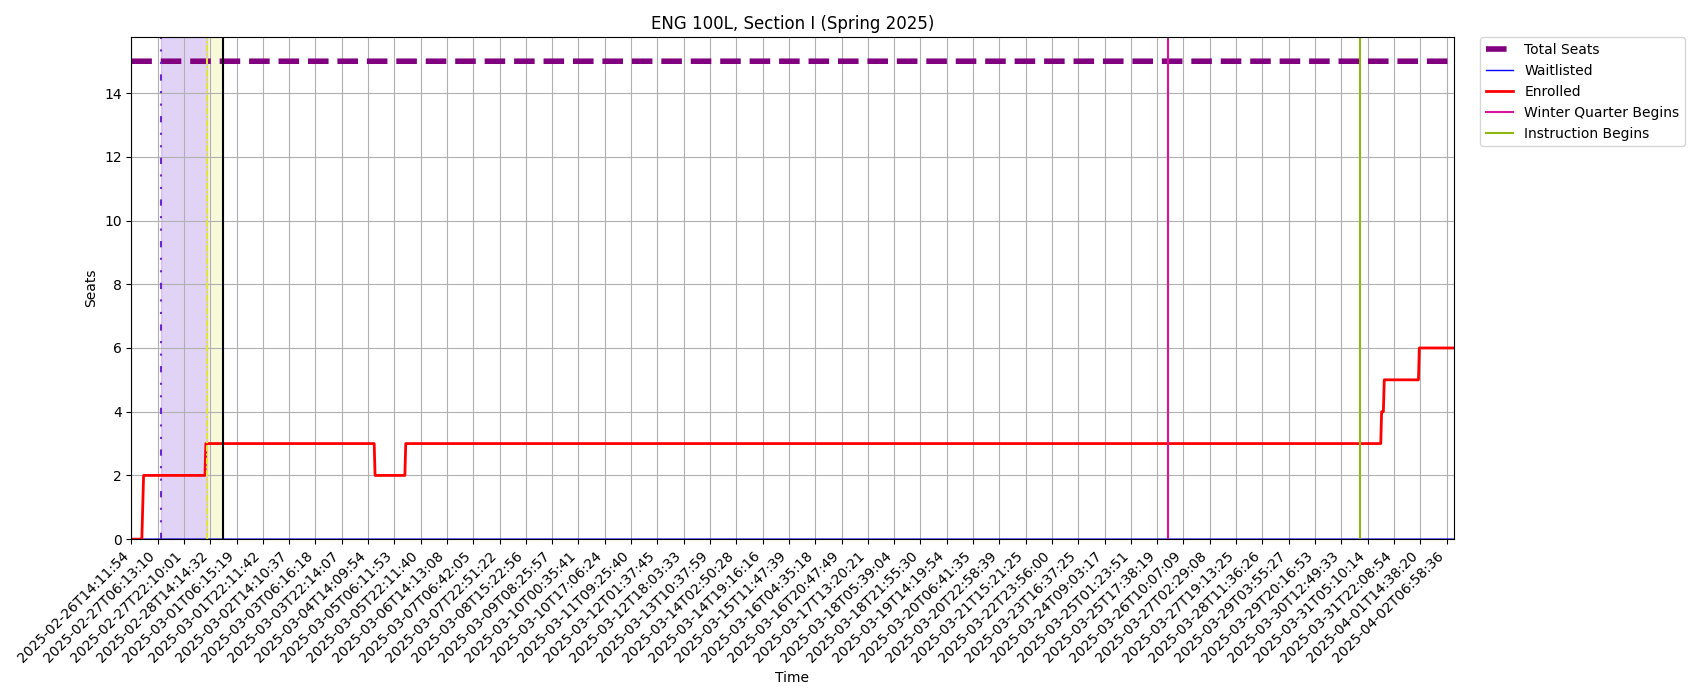 ENG 100L, Section I (Spring 2025)
Total Seats
Waitlisted
Enrolled
Winter Quarter Begins
Instruction Begins
Seats
14
12
10
8
6
4
2
0
2025-02-26T14:11:54
2025-02-27T06:13:10
2025-02-27T22:10:01
2025-02-28T14:14:32
2025-03-01T06:15:19
2025-03-01T22:11:42
2025-03-02T14:10:37
2025-03-03T06:16:18
2025-03-03T22:14:07
2025-03-04T14:09:54
2025-03-05T06:11:53
2025-03-05T22:11:40
2025-03-06T14:13:08
2025-03-07T06:42:05
2025-03-07T22:51:22
2025-03-08T15:22:56
2025-03-09T08:25:57
2025-03-10T00:35:41
2025-03-10T17:06:24
2025-03-11T09:25:40
2025-03-12T01:37:45
2025-03-12T18:03:33
2025-03-13T10:37:59
2025-03-14T02:50:28
2025-03-14T19:16:16
2025-03-15T11:47:39
2025-03-16T04:35:18
2025-03-16T20:47:49
2025-03-17T13:20:21
2025-03-18T05:39:04
2025-03-18T21:55:30
2025-03-19T14:19:54
2025-03-20T06:41:35
2025-03-20T22:58:39
2025-03-21T15:21:25
2025-03-22T23:56:00
2025-03-23T16:37:25
2025-03-24T09:03:17
2025-03-25T01:23:51
2025-03-25T17:38:19
2025-03-26T10:07:09
2025-03-27T02:29:08
2025-03-27T19:13:25
2025-03-28T11:36:26
2025-03-29T03:55:27
2025-03-29T20:16:53
2025-03-30T12:49:33
2025-03-31T05:10:14
2025-03-31T22:08:54
2025-04-01T14:38:20
2025-04-02T06:58:36
Time